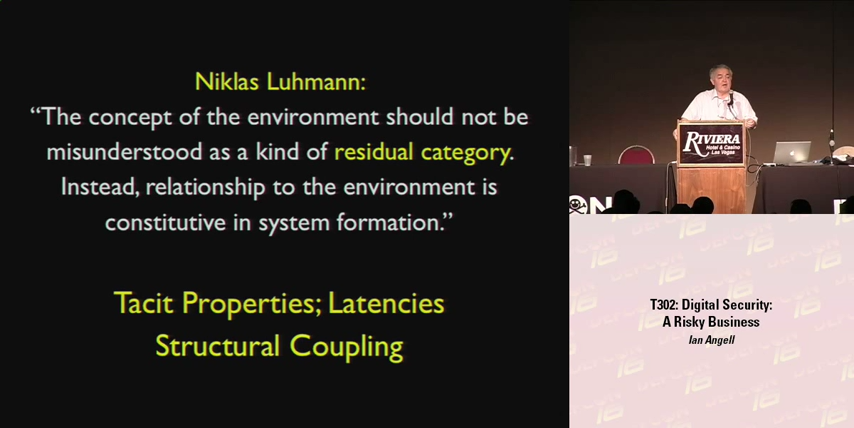 Niklas Luhmann:
“The concept of the environment should not be
misunderstood as a kind of residual category.
Instead, relationship to the environment is
constitutive in system formation.”
Tacit Properties; Latencies
Structural Coupling
RIVIERA
Hotel & Casino
Las Vegas
T302: Digital Security:
A Risky Business
Ian Angell